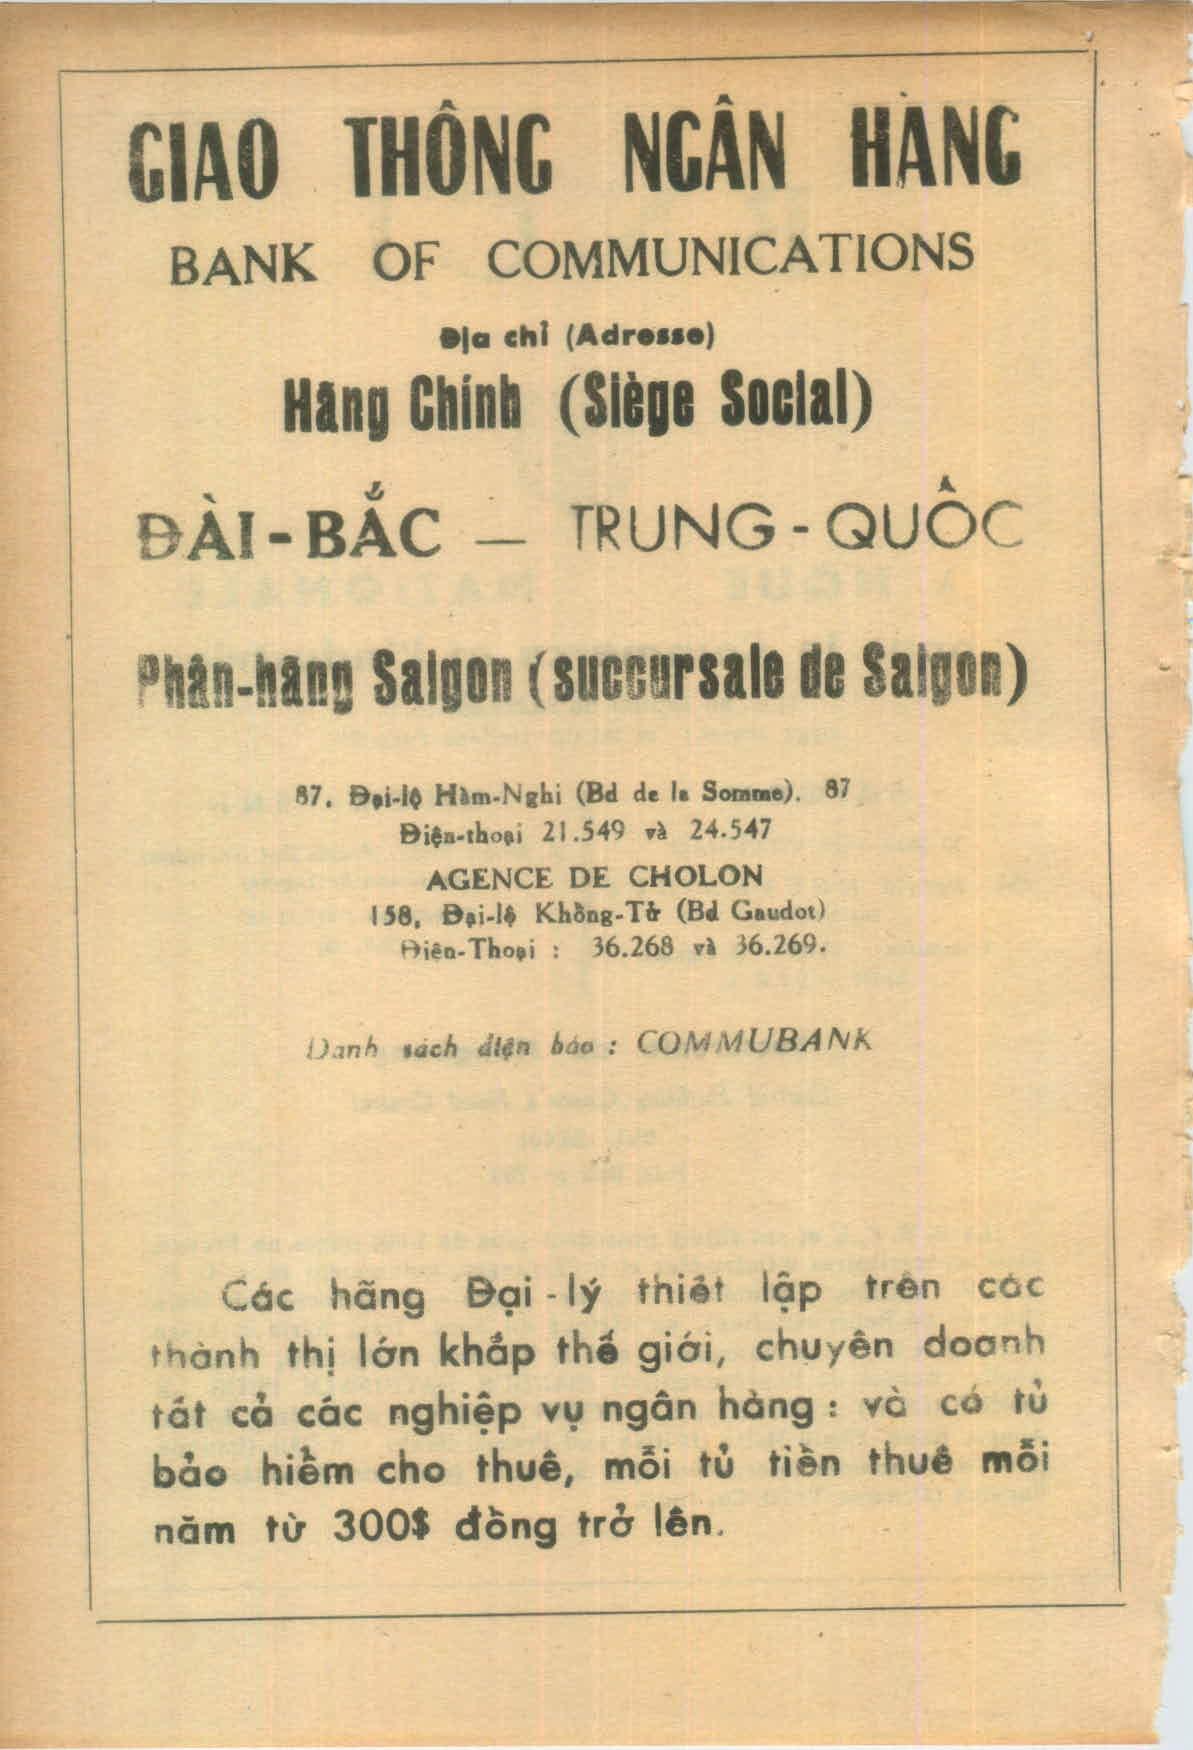 GIAO THÔNG NGÂN HÀNG
BANK OF COMMUNICATIONS
Địa chỉ (Adresse)
Hãng Chính (Siège Social)
ĐÀI-BẮC — TRUNG-QUỐC
Phân-hãng Saigon (succursale de Saigon)
87, Đại-lộ Hàm-Nghi (Bd de la Somme), 87
Điện-thoại 21.549 và 24.547
AGENCE DE CHOLON
158, Đại-lộ Khổng-Tử (Bd Gaudot)
Điện-Thoại : 36.268 và 36.269.
Danh sách điện báo : COMMUBANK
Các hãng Đại-lý thiết lập trên các
thành thị lớn khắp thế giới, chuyên doanh
tất cả các nghiệp vụ ngân hàng : và có tủ
bảo hiểm cho thuê, mỗi tủ tiền thuê mỗi
năm từ 300$ đồng trở lên.